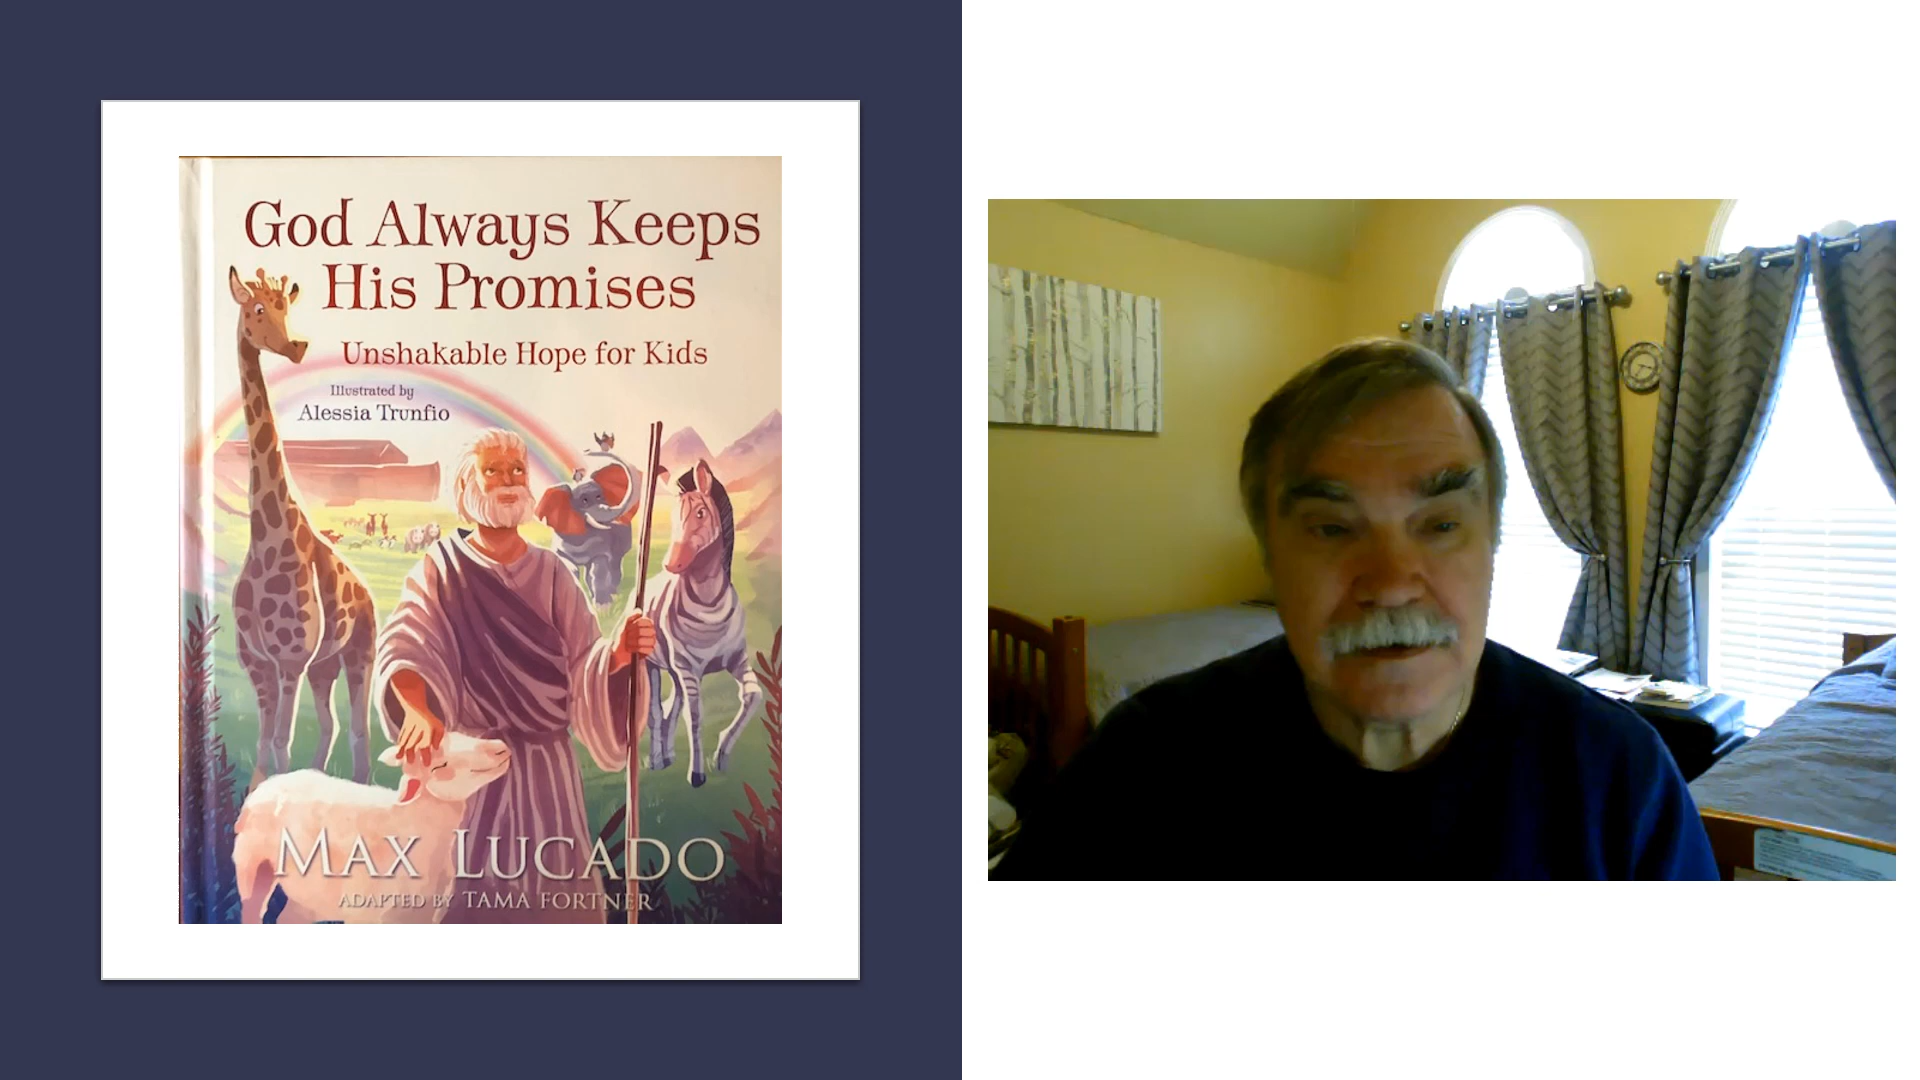 God Always Keeps
His Promises
Unshakable Hope for Kids
Illustrated by
Alessia Trunfio
MAX LUCADO
ADAPTED BY TAMA FORTNER